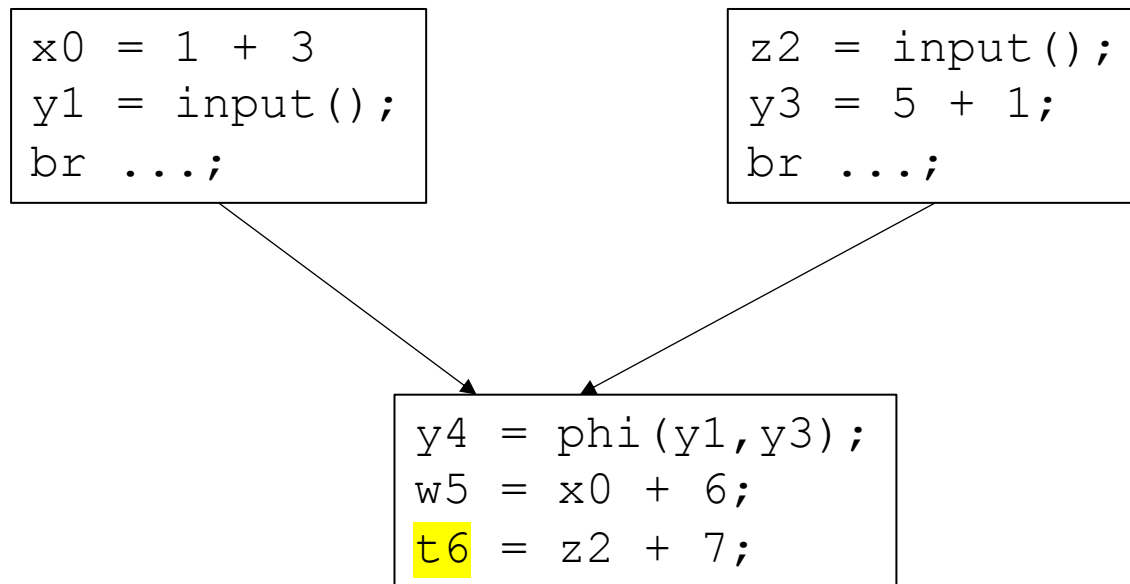 x0 = 1 + 3
y1 = input();
br ...;
z2 = input();
y3 = 5 + 1;
br ...;
y4 = phi(y1,y3);
w5 = x0 + 6;
t6 = z2 + 7;